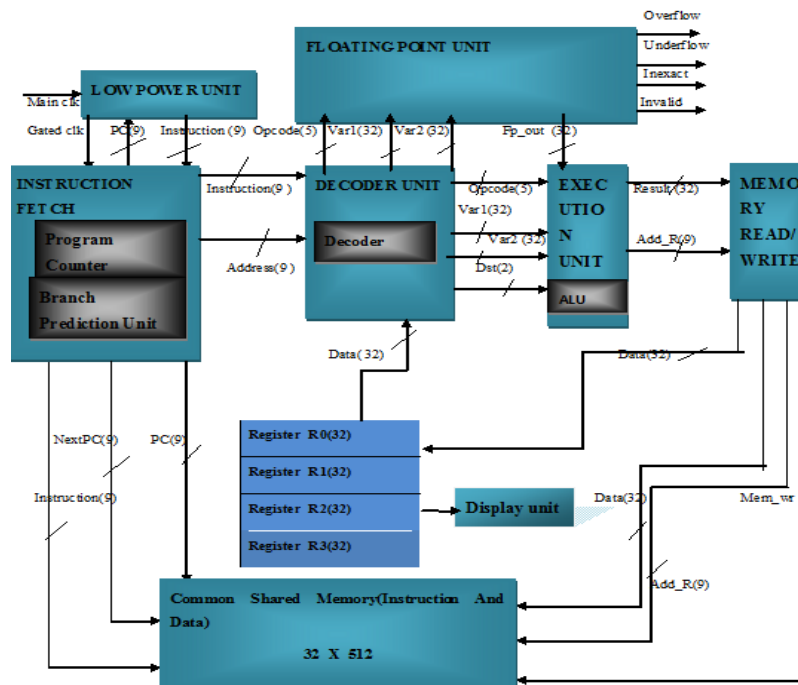 Overflow
FLOATING-POINT UNIT
Underflow
LOW POWER UNIT
Inexact
Main clk
Invalid
Gated clk
PC(9)
Instruction (9)
Opcode(5)
Var1(32)
Var2 (32)
Fp_out (32)
INSTRUCTION
FETCH
Program
Counter
Branch
Prediction Unit
Instruction(9 )
Address(9 )
DECODER UNIT
Decoder
Opcode(5)
Var1(32)
Var2 (32)
Dst(2)
EXEC
UTIO
N
UNIT
ALU
Result (32)
Add_R(9)
MEMO
RY
READ/
WRITE
Data( 32)
Data(32)
NextPC(9)
PC(9)
Instruction(9)
Register R0(32)
Register R1(32)
Register R2(32)
Register R3(32)
Display unit
Data(32)
Mem_wr
Add_R(9)
Common Shared Memory(Instruction And
Data)
32 X 512